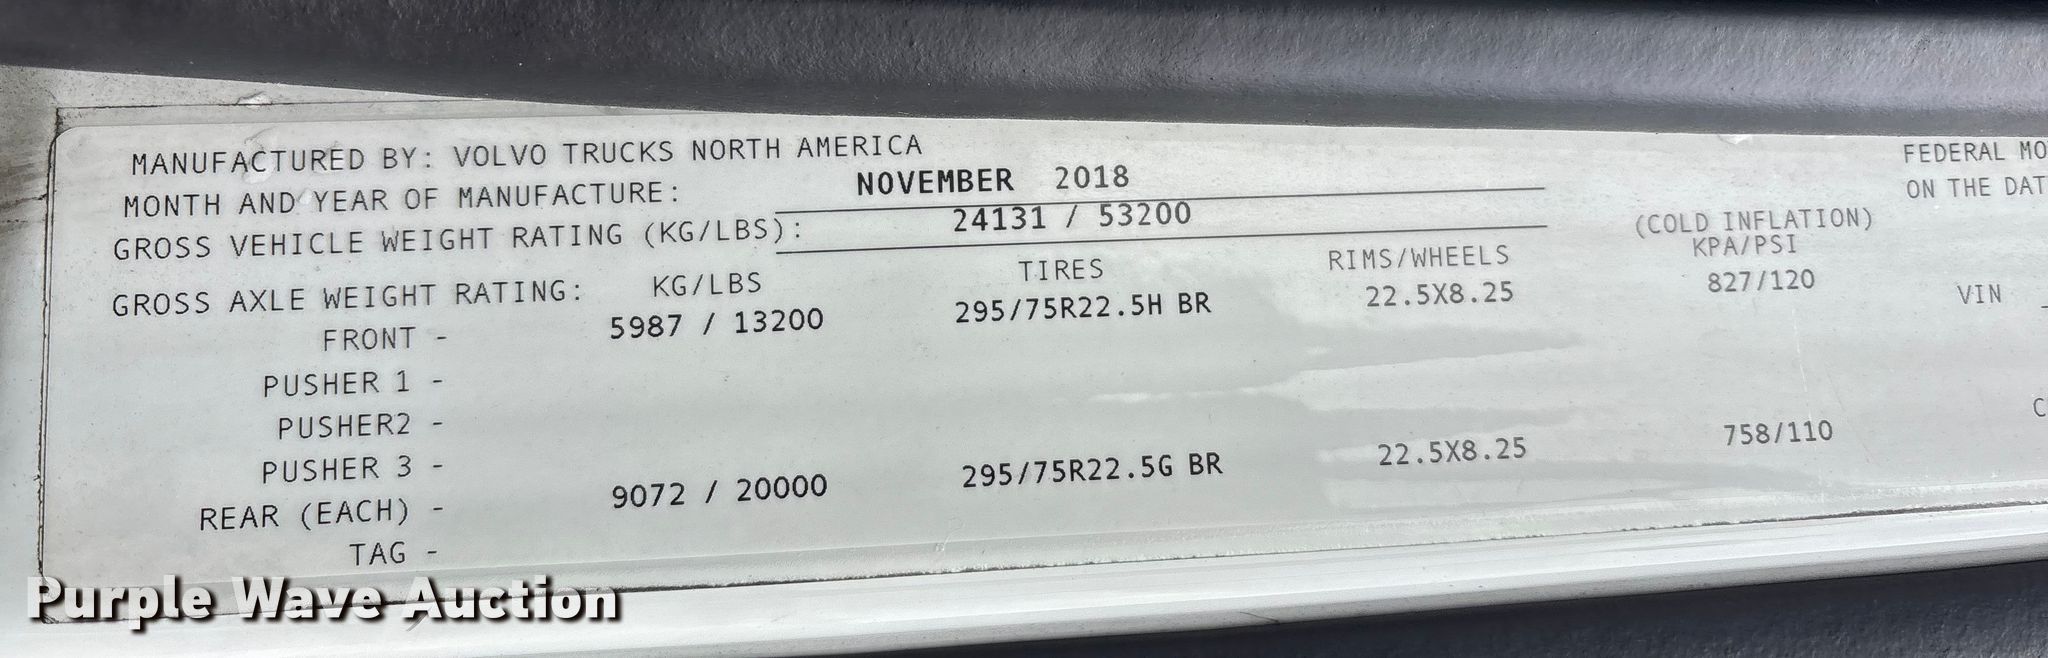 MANUFACTURED BY: VOLVO TRUCKS NORTH AMERICA
MONTH AND YEAR OF MANUFACTURE: NOVEMBER 2018
GROSS VEHICLE WEIGHT RATING (KG/LBS): 24131 / 53200
GROSS AXLE WEIGHT RATING: KG/LBS TIRES RIMS/WHEELS (COLD INFLATION) KPA/PSI
FRONT - 5987 / 13200 295/75R22.5H BR 22.5X8.25 827/120
PUSHER 1 -
PUSHER2 -
PUSHER 3 -
REAR (EACH) - 9072 / 20000 295/75R22.5G BR 22.5X8.25 758/110
TAG -
FEDERAL MO
ON THE DAT
VIN
C
Purple Wave Auction